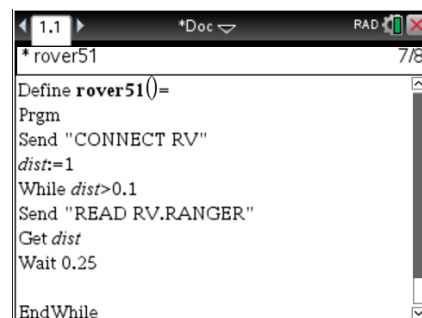 1.1 *Doc RAD
* rover51 7/8
Define rover51()=
Prgm
Send "CONNECT RV"
dist:=1
While dist>0.1
Send "READ RV.RANGER"
Get dist
Wait 0.25
EndWhile